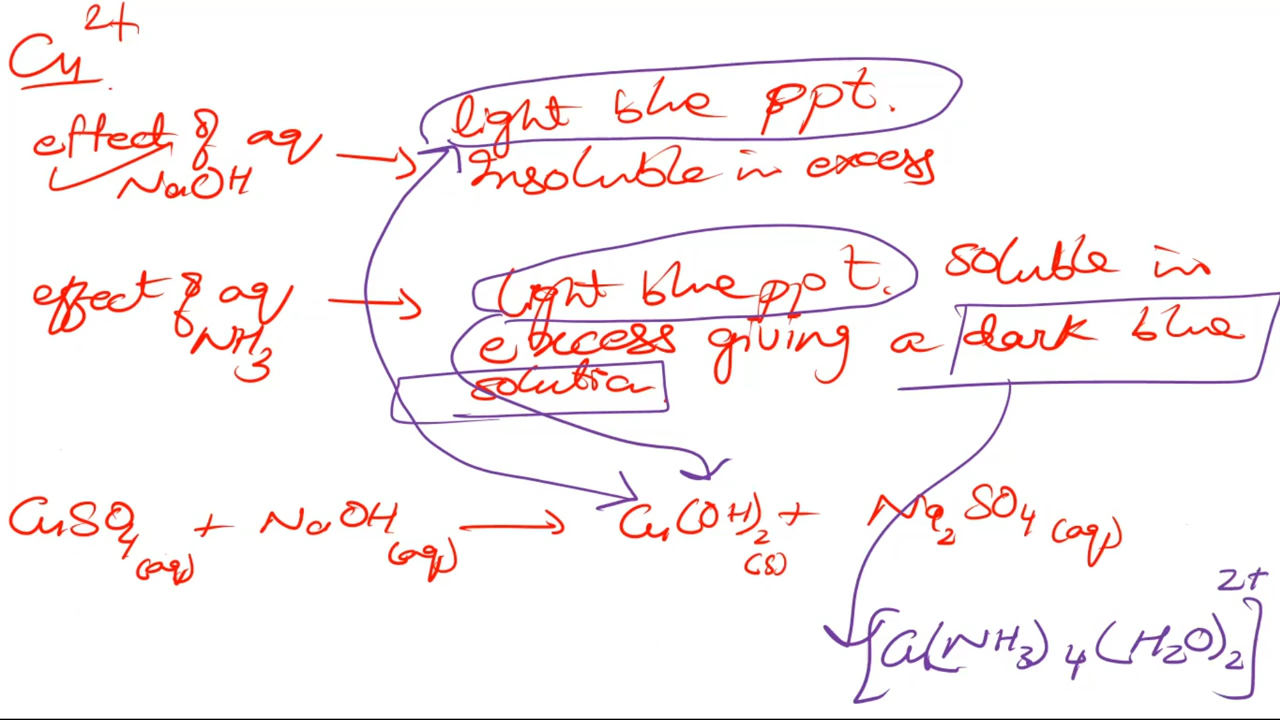 Cu²⁺
effect of aq NaOH → light blue ppt.
Insoluble in excess
effect of aq NH₃ → light blue ppt. soluble in
excess giving a dark blue
solution
CuSO₄(aq) + NaOH(aq) → Cu(OH)₂(s) + Na₂SO₄(aq)
[Cu(NH₃)₄(H₂O)₂]²⁺